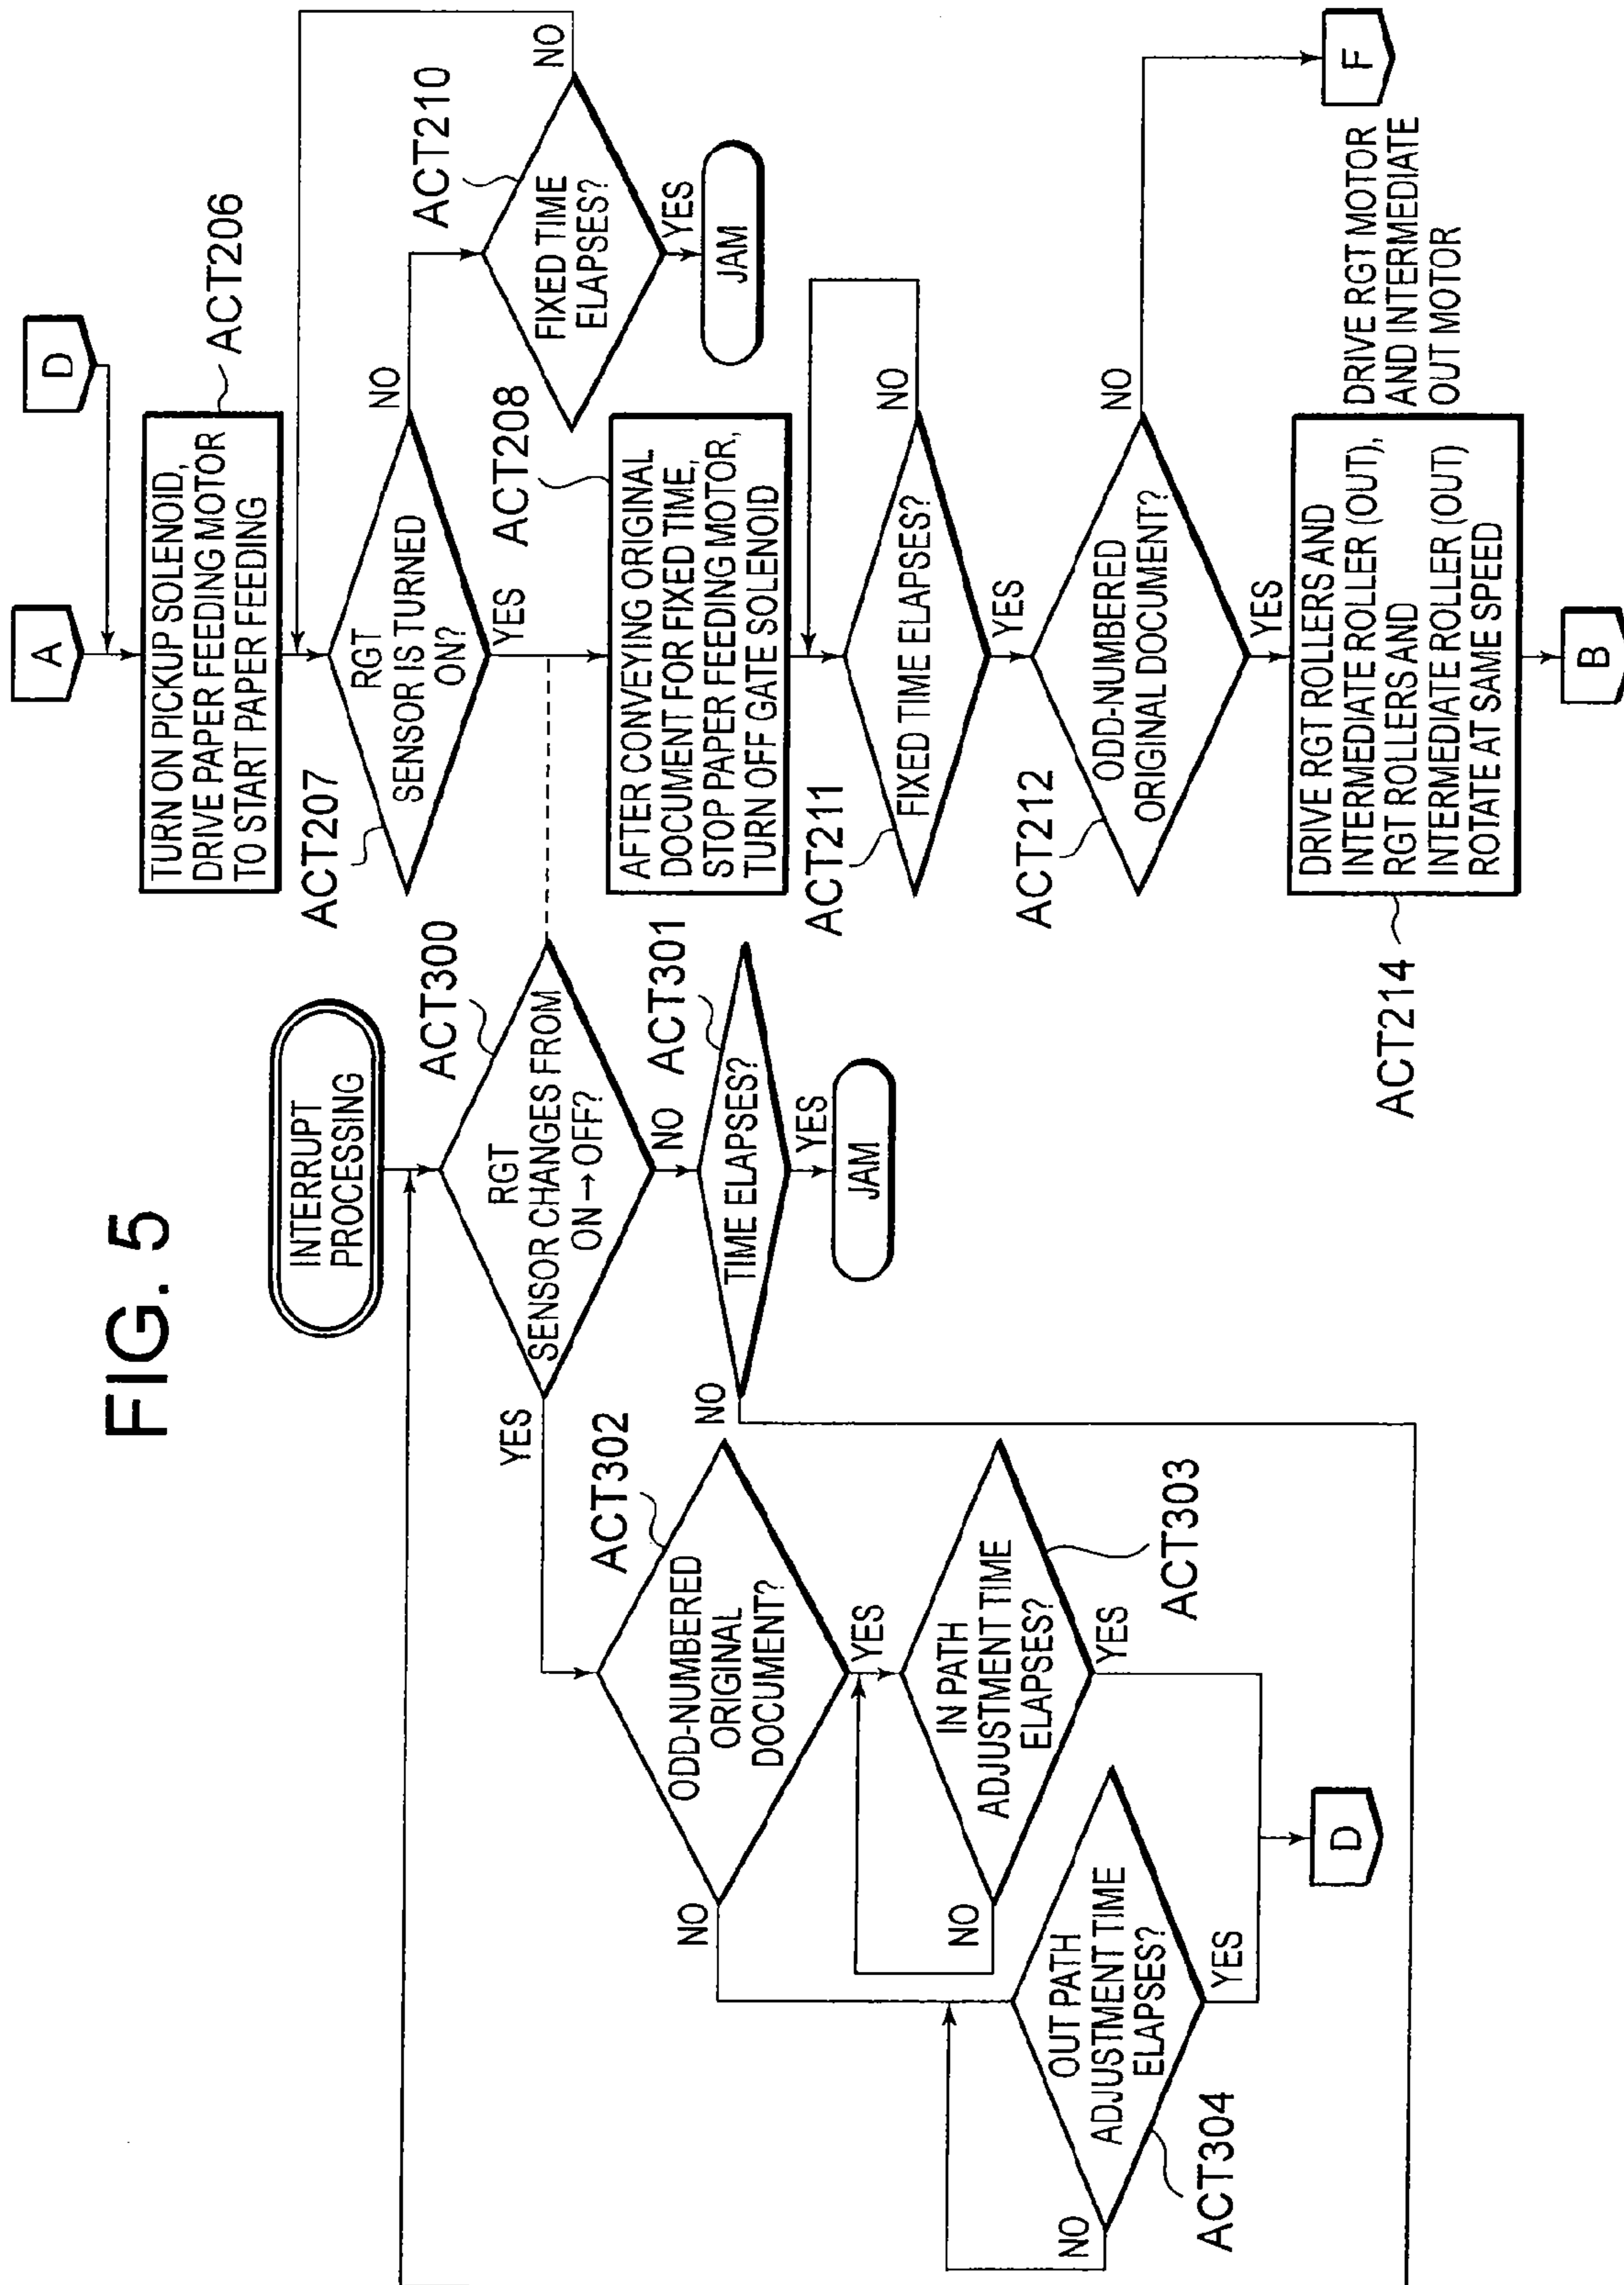 FIG. 5
A
D
TURN ON PICKUP SOLENOID,
DRIVE PAPER FEEDING MOTOR
TO START PAPER FEEDING
ACT206
RGT
SENSOR IS TURNED
ON?
ACT207
NO
YES
FIXED TIME
ELAPSES?
ACT210
NO
YES
JAM
AFTER CONVEYING ORIGINAL
DOCUMENT FOR FIXED TIME,
STOP PAPER FEEDING MOTOR,
TURN OFF GATE SOLENOID
ACT208
FIXED TIME ELAPSES?
ACT211
NO
YES
ODD-NUMBERED
ORIGINAL DOCUMENT?
ACT212
NO
YES
F
DRIVE RGT ROLLERS AND
INTERMEDIATE ROLLER (OUT),
RGT ROLLERS AND
INTERMEDIATE ROLLER (OUT)
ROTATE AT SAME SPEED
ACT214
DRIVE RGT MOTOR
AND INTERMEDIATE
OUT MOTOR
B
INTERRUPT
PROCESSING
RGT
SENSOR CHANGES FROM
ON→OFF?
ACT300
YES
NO
TIME ELAPSES?
ACT301
NO
YES
JAM
ODD-NUMBERED
ORIGINAL
DOCUMENT?
ACT302
NO
YES
IN PATH
ADJUSTMENT TIME
ELAPSES?
ACT303
NO
YES
OUT PATH
ADJUSTMENT TIME
ELAPSES?
ACT304
NO
YES
D